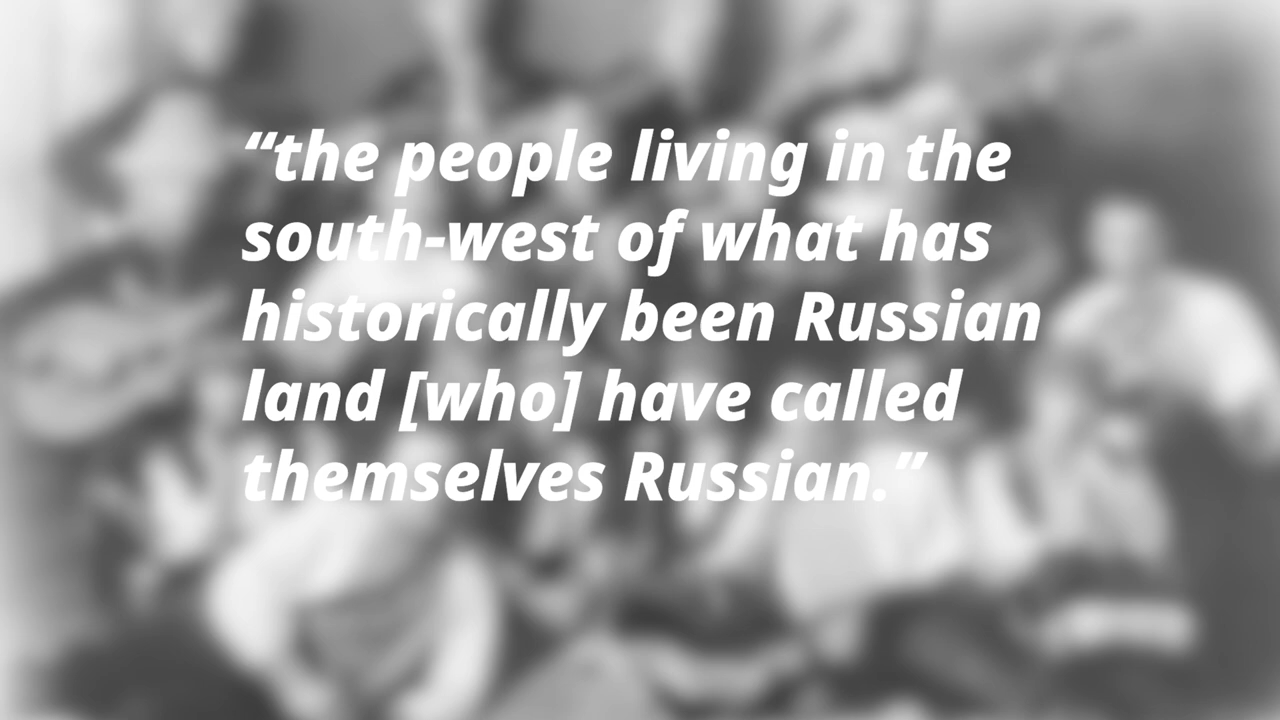 “the people living in the
south-west of what has
historically been Russian
land [who] have called
themselves Russian.”